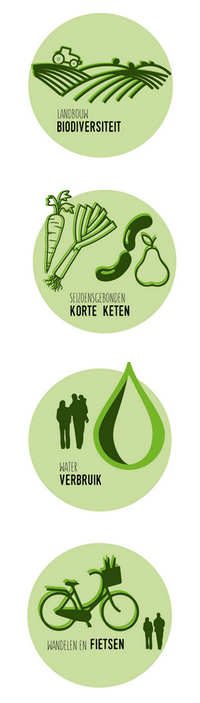 LANDBOUW
BIODIVERSITEIT
SEIZOENSGEBONDEN
KORTE KETEN
WATER
VERBRUIK
WANDELEN EN FIETSEN